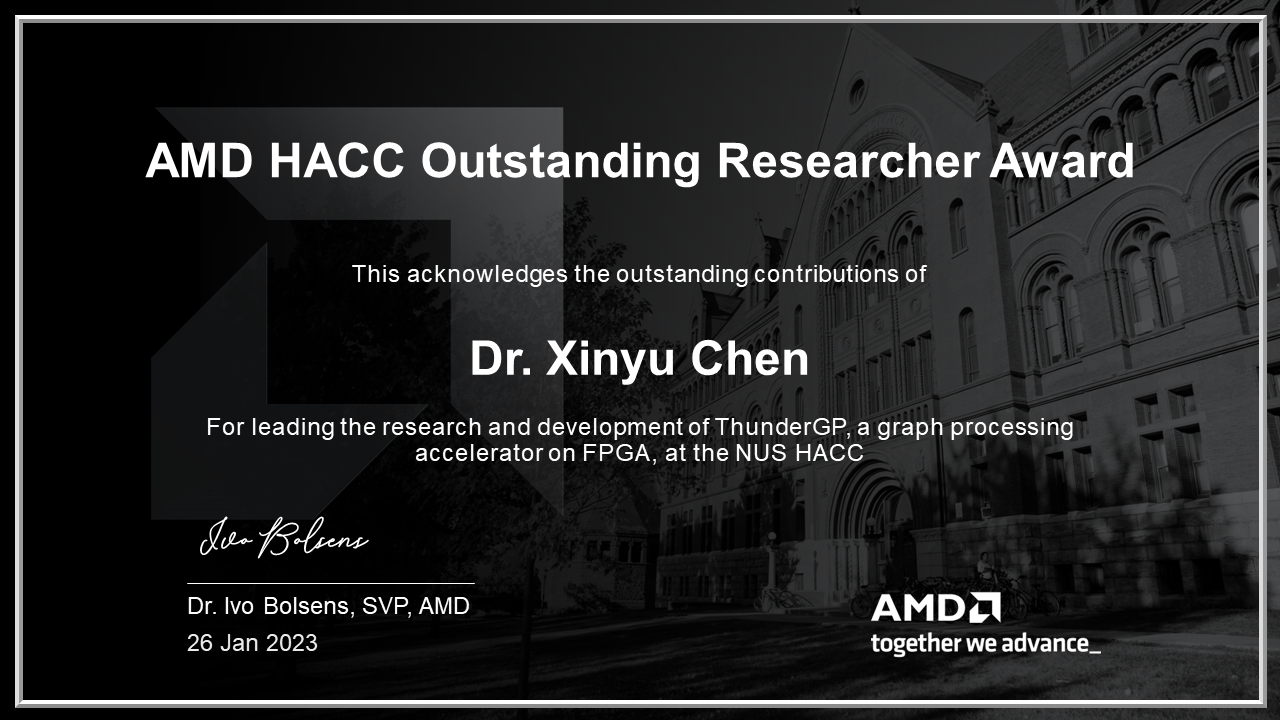 AMD HACC Outstanding Researcher Award
This acknowledges the outstanding contributions of
Dr. Xinyu Chen
For leading the research and development of ThunderGP, a graph processing
accelerator on FPGA, at the NUS HACC
Ivo Bolsens
Dr. Ivo Bolsens, SVP, AMD
26 Jan 2023
AMD
together we advance_